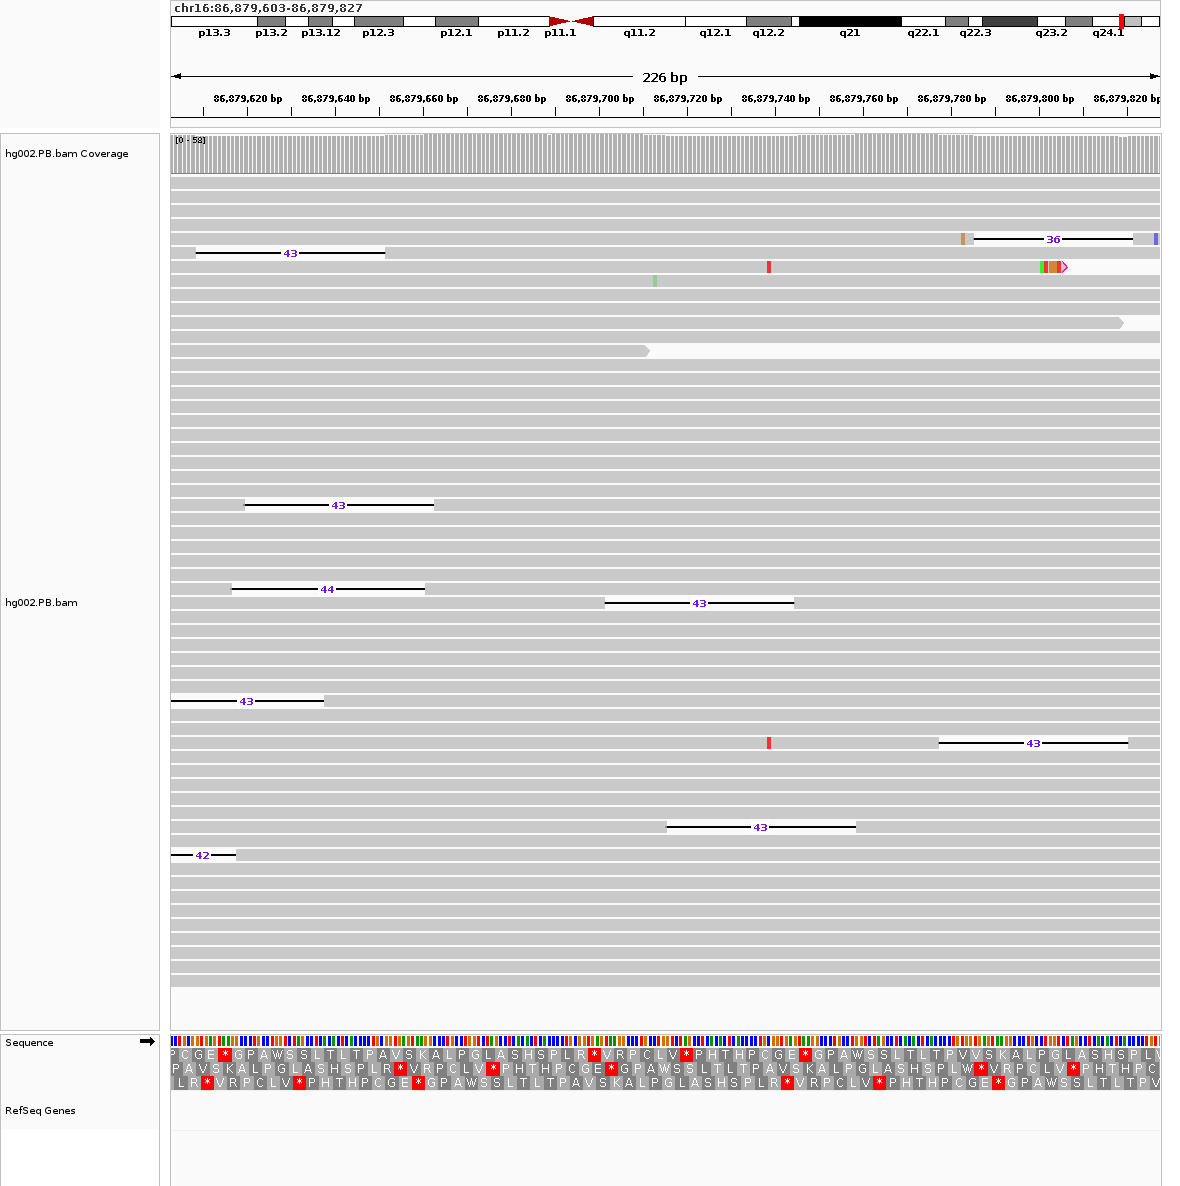 chr16:86,879,603-86,879,827
p13.3 p13.2 p13.12 p12.3 p12.1 p11.2 p11.1 q11.2 q12.1 q12.2 q21 q22.1 q22.3 q23.2 q24.1
226 bp
86,879,620 bp 86,879,640 bp 86,879,660 bp 86,879,680 bp 86,879,700 bp 86,879,720 bp 86,879,740 bp 86,879,760 bp 86,879,780 bp 86,879,800 bp 86,879,820 bp
[0 - 58]
hg002.PB.bam Coverage
36
43
43
44
hg002.PB.bam
43
43
43
43
42
Sequence
P C G E * G P A W S S L T L T P A V S K A L P G L A S H S P L R * V R P C L V * P H T H P C G E * G P A W S S L T L T P V V S K A L P G L A S H S P L V
P A V S K A L P G L A S H S P L R * V R P C L V * P H T H P C G E * G P A W S S L T L T P A V S K A L P G L A S H S P L W * V R P C L V * P H T H P C
L R * V R P C L V * P H T H P C G E * G P A W S S L T L T P A V S K A L P G L A S H S P L R * V R P C L V * P H T H P C G E * G P A W S S L T L T P V
RefSeq Genes